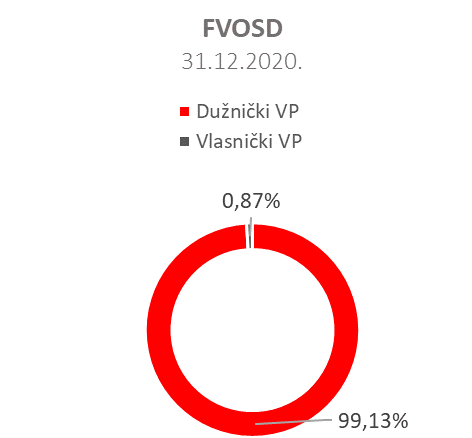 FVOSD
31.12.2020.
Dužnički VP
Vlasnički VP
0,87%
99,13%